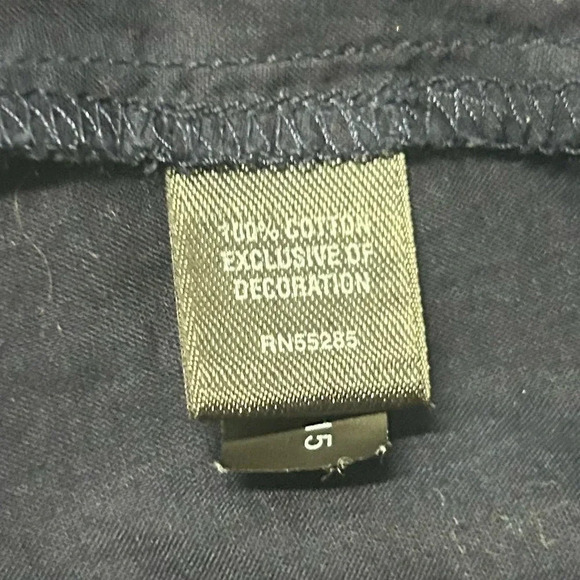 100% COTTON
EXCLUSIVE OF
DECORATION
RN55285
15